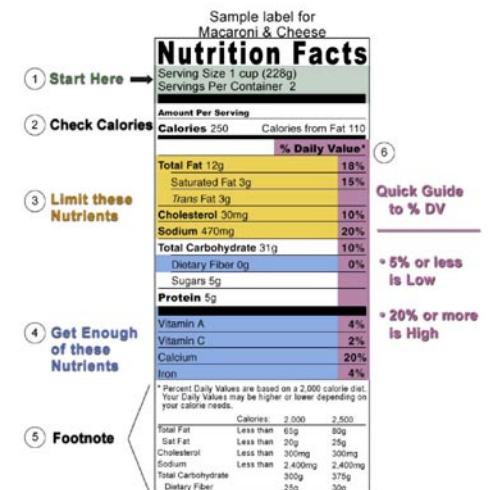 Sample label for
Macaroni & Cheese
Nutrition Facts
1 Start Here
Serving Size 1 cup (228g)
Servings Per Container 2
Amount Per Serving
2 Check Calories
Calories 250 Calories from Fat 110
% Daily Value*
3 Limit these
Nutrients
Total Fat 12g 18%
Saturated Fat 3g 15%
Trans Fat 3g
Cholesterol 30mg 10%
Sodium 470mg 20%
Total Carbohydrate 31g 10%
Dietary Fiber 0g 0%
Sugars 5g
Protein 5g
4 Get Enough
of these
Nutrients
Vitamin A 4%
Vitamin C 2%
Calcium 20%
Iron 4%
5 Footnote
* Percent Daily Values are based on a 2,000 calorie diet.
Your Daily Values may be higher or lower depending on
your calorie needs.
Calories: 2,000 2,500
Total Fat Less than 65g 80g
Sat Fat Less than 20g 25g
Cholesterol Less than 300mg 300mg
Sodium Less than 2,400mg 2,400mg
Total Carbohydrate 300g 375g
Dietary Fiber 25g 30g
6
Quick Guide
to % DV
• 5% or less
is Low
• 20% or more
is High